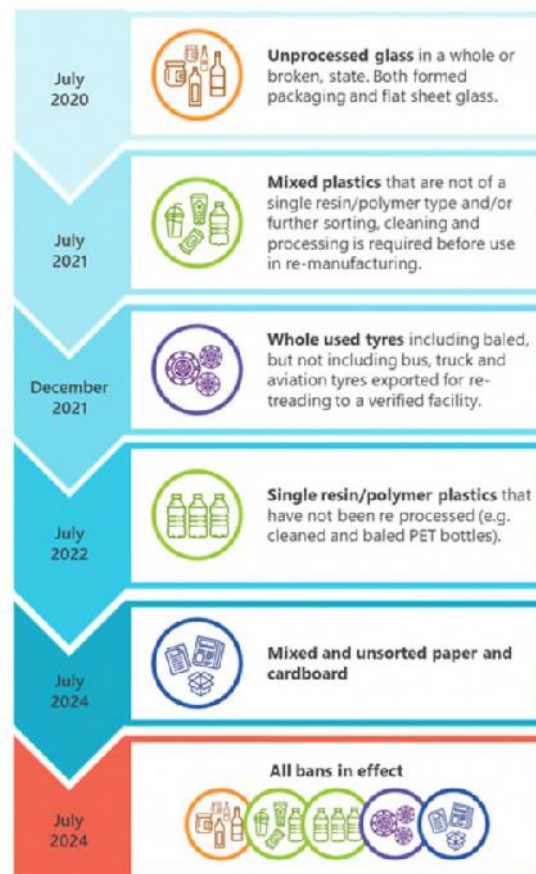 July
2020
Unprocessed glass in a whole or
broken, state. Both formed
packaging and flat sheet glass.
July
2021
Mixed plastics that are not of a
single resin/polymer type and/or
further sorting, cleaning and
processing is required before use
in re-manufacturing.
December
2021
Whole used tyres including baled,
but not including bus, truck and
aviation tyres exported for re-
treading to a verified facility.
July
2022
Single resin/polymer plastics that
have not been re processed (e.g.
cleaned and baled PET bottles).
July
2024
Mixed and unsorted paper and
cardboard
July
2024
All bans in effect